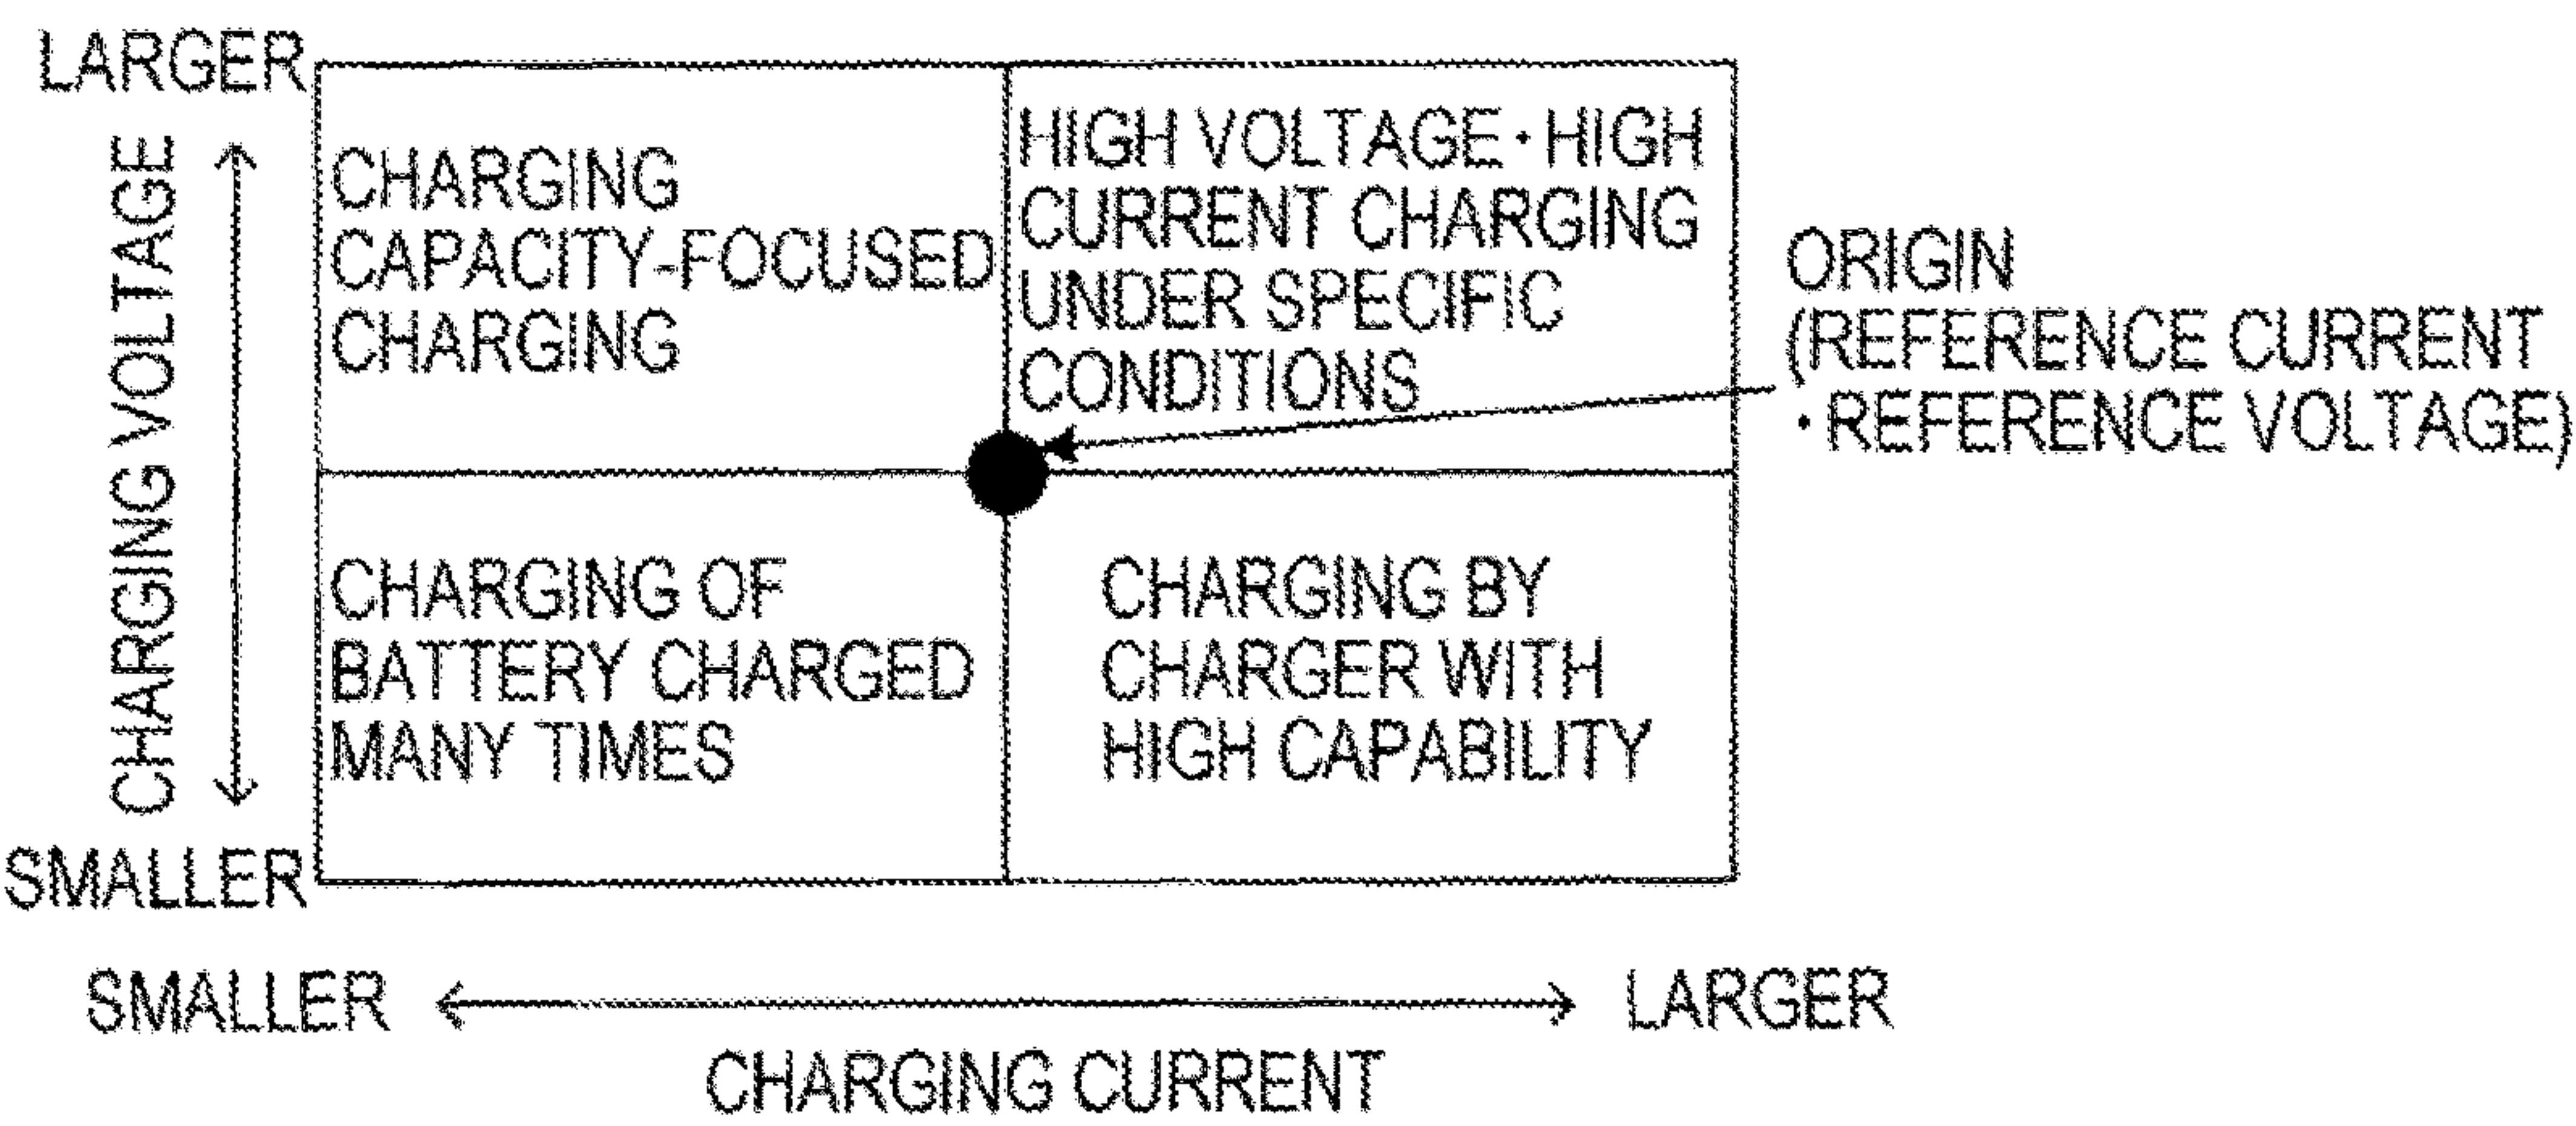 LARGER
CHARGING VOLTAGE
SMALLER
CHARGING
CAPACITY-FOCUSED
CHARGING
HIGH VOLTAGE・HIGH
CURRENT CHARGING
UNDER SPECIFIC
CONDITIONS
ORIGIN
(REFERENCE CURRENT
・REFERENCE VOLTAGE)
CHARGING OF
BATTERY CHARGED
MANY TIMES
CHARGING BY
CHARGER WITH
HIGH CAPABILITY
SMALLER
LARGER
CHARGING CURRENT